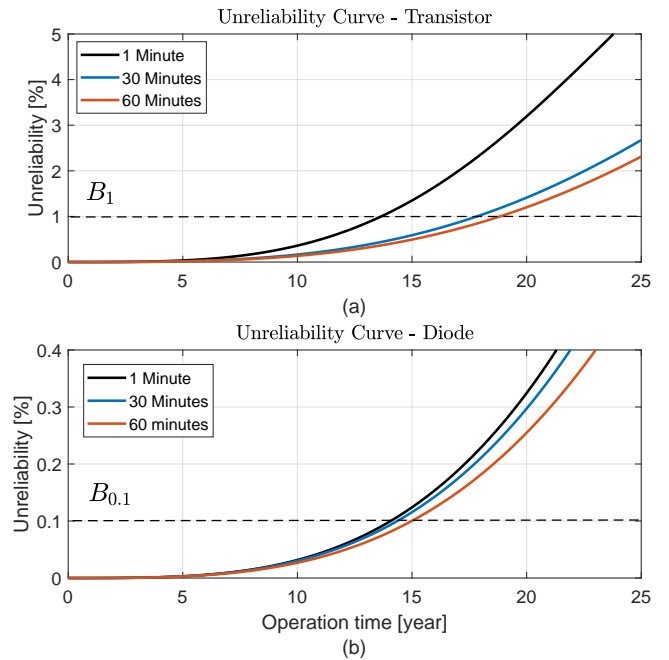 Unreliability Curve - Transistor
Unreliability [%]
5
4
3
2
1
0
1 Minute
30 Minutes
60 Minutes
B1
0 5 10 15 20 25
(a)
Unreliability Curve - Diode
Unreliability [%]
0.4
0.3
0.2
0.1
0
1 Minute
30 Minutes
60 minutes
B0.1
0 5 10 15 20 25
Operation time [year]
(b)